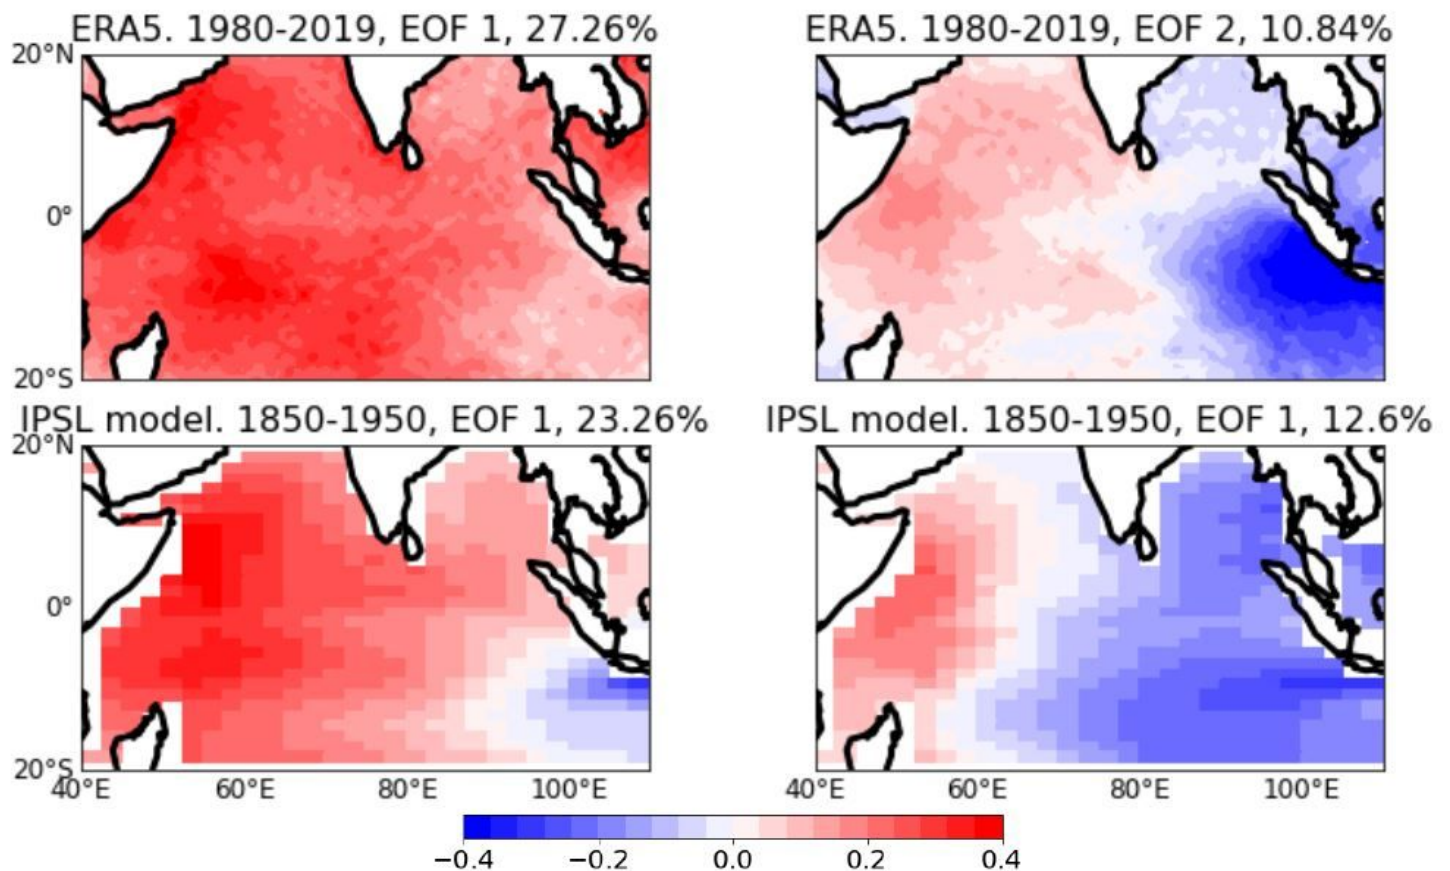 ERA5. 1980-2019, EOF 1, 27.26%
ERA5. 1980-2019, EOF 2, 10.84%
20°N
0°
20°S
IPSL model. 1850-1950, EOF 1, 23.26%
IPSL model. 1850-1950, EOF 1, 12.6%
20°N
0°
20°S
40°E 60°E 80°E 100°E
40°E 60°E 80°E 100°E
−0.4 −0.2 0.0 0.2 0.4